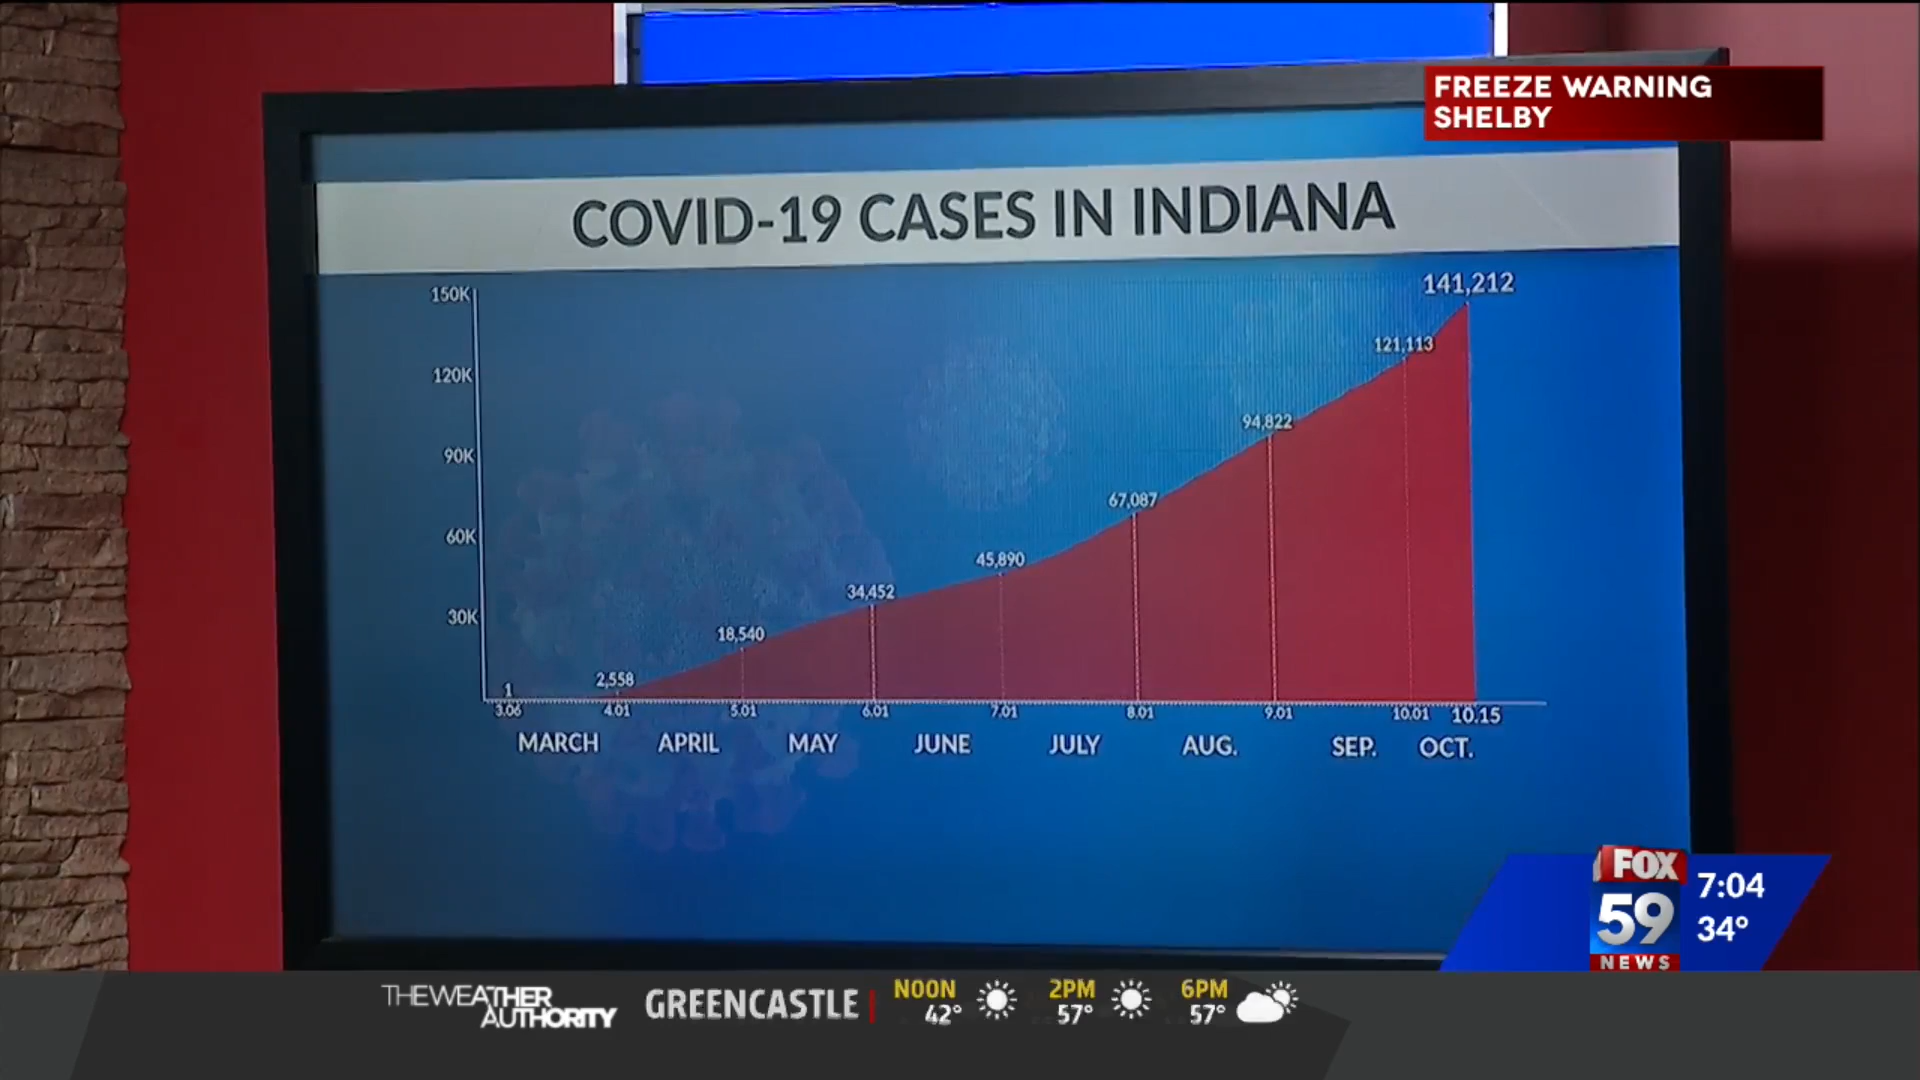 FREEZE WARNING
SHELBY
COVID-19 CASES IN INDIANA
150K
120K
90K
60K
30K
1
2,558
18,540
34,452
45,890
67,087
94,822
121,113
141,212
3.06
4.01
5.01
6.01
7.01
8.01
9.01
10.01
10.15
MARCH
APRIL
MAY
JUNE
JULY
AUG.
SEP.
OCT.
FOX
59
NEWS
7:04
34°
THE WEATHER
AUTHORITY
GREENCASTLE
NOON
42°
2PM
57°
6PM
57°